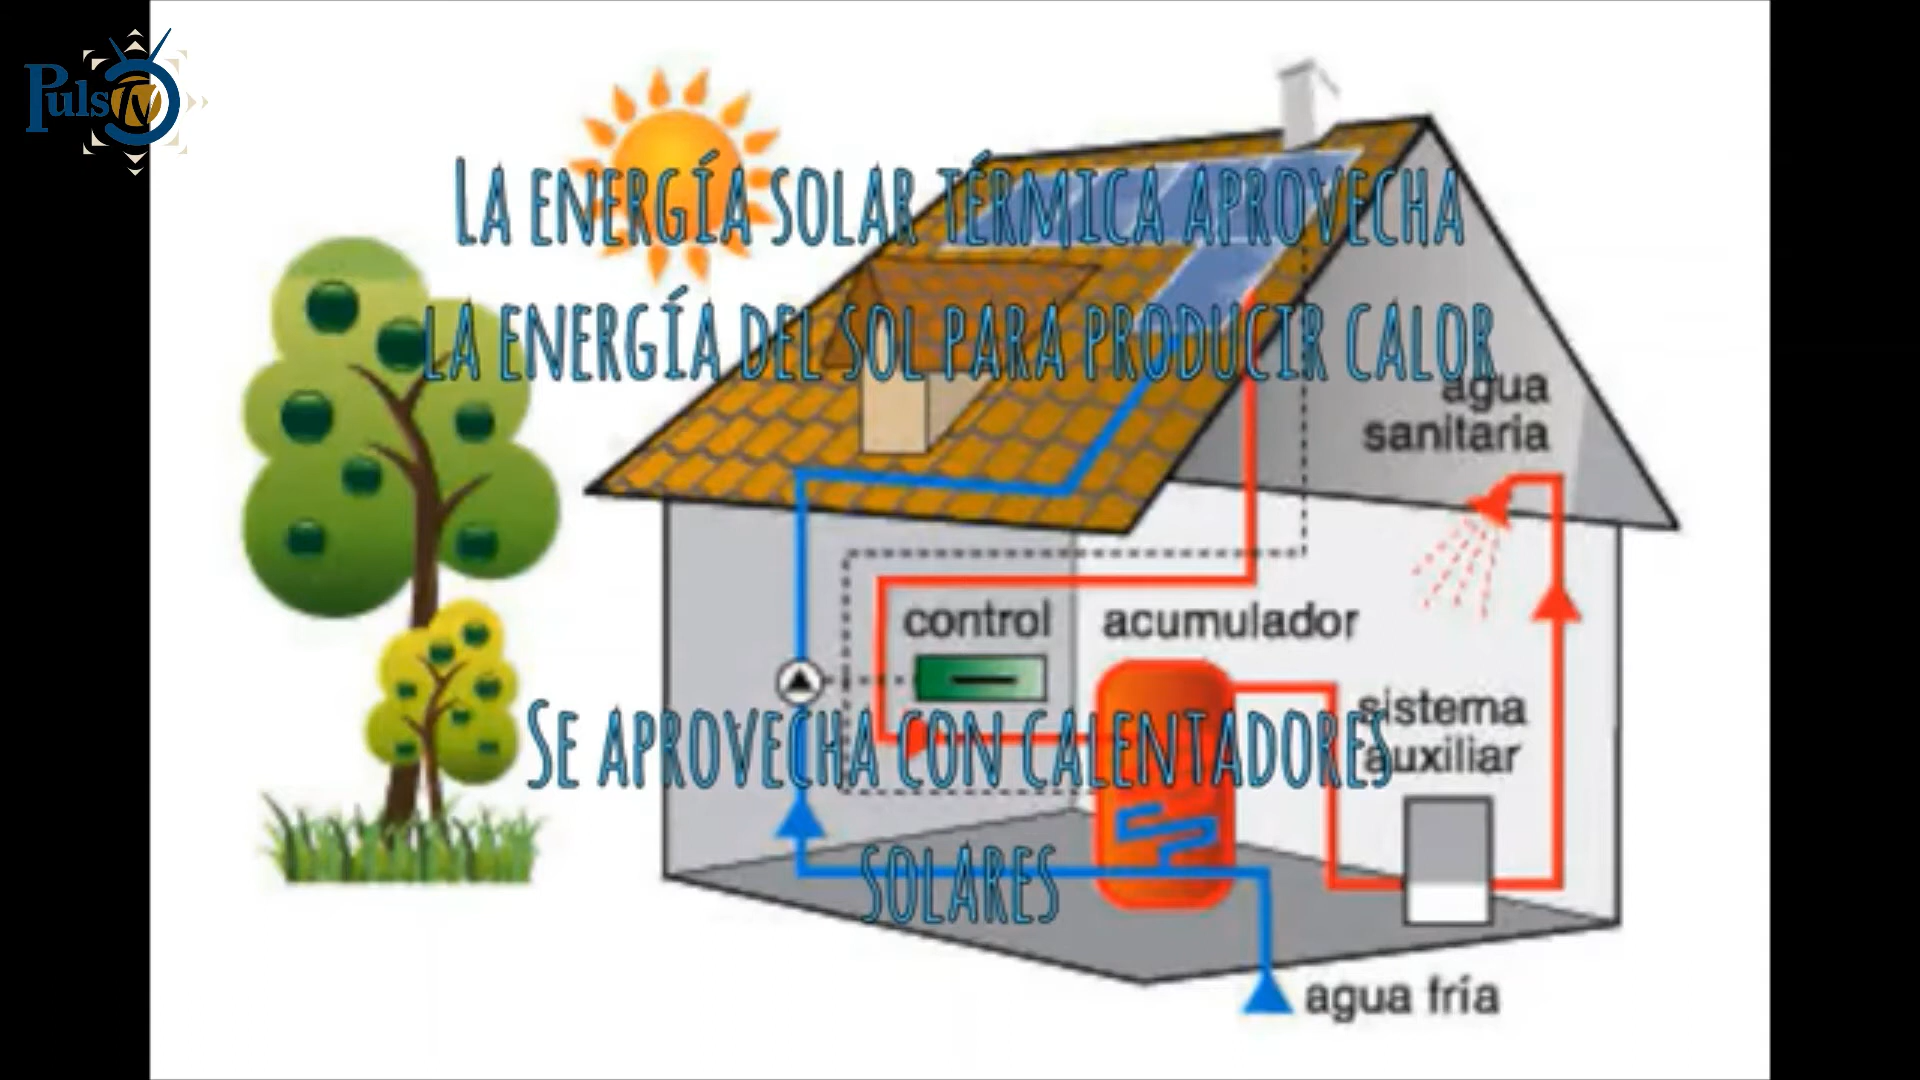 PulsTv
La energía solar térmica aprovecha
la energía del sol para producir calor
agua
sanitaria
control
acumulador
sistema
auxiliar
Se aprovecha con calentadores
solares
agua fría